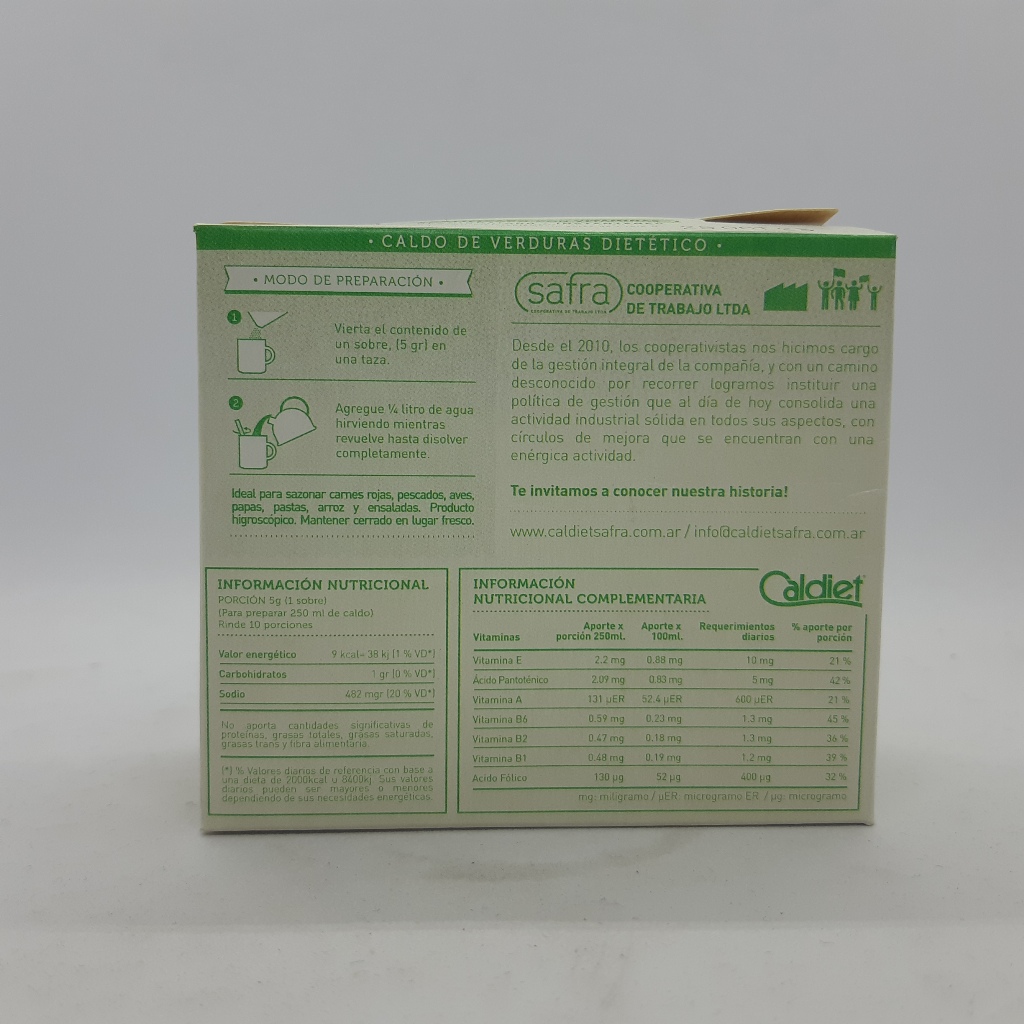 • CALDO DE VERDURAS DIETÉTICO •
• MODO DE PREPARACIÓN •
1
Vierta el contenido de
un sobre, (5 gr) en
una taza.
2
Agregue ¼ litro de agua
hirviendo mientras
revuelve hasta disolver
completamente.
Ideal para sazonar carnes rojas, pescados, aves,
papas, pastas, arroz y ensaladas. Producto
higroscópico. Mantener cerrado en lugar fresco.
safra
COOPERATIVA DE TRABAJO LTDA
COOPERATIVA
DE TRABAJO LTDA
Desde el 2010, los cooperativistas nos hicimos cargo
de la gestión integral de la compañía, y con un camino
desconocido por recorrer logramos instituir una
política de gestión que al día de hoy consolida una
actividad industrial sólida en todos sus aspectos, con
círculos de mejora que se encuentran con una
enérgica actividad.
Te invitamos a conocer nuestra historia!
www.caldietsafra.com.ar / info@caldietsafra.com.ar
INFORMACIÓN NUTRICIONAL
PORCIÓN 5g (1 sobre)
(Para preparar 250 ml de caldo)
Rinde 10 porciones
Valor energético 9 kcal= 38 kj (1 % VD*)
Carbohidratos 1 gr (0 % VD*)
Sodio 482 mgr (20 % VD*)
No aporta cantidades significativas de
proteínas, grasas totales, grasas saturadas,
grasas trans y fibra alimentaria.
(*) % Valores diarios de referencia con base a
una dieta de 2000kcal u 8400kj. Sus valores
diarios pueden ser mayores o menores
dependiendo de sus necesidades energéticas.
INFORMACIÓN
NUTRICIONAL COMPLEMENTARIA
Caldiet
Vitaminas Aporte x porción 250ml. Aporte x 100ml. Requerimientos diarios % aporte por porción
Vitamina E 2.2 mg 0.88 mg 10 mg 21 %
Ácido Pantoténico 2.09 mg 0.83 mg 5 mg 42 %
Vitamina A 131 µER 52.4 µER 600 µER 21 %
Vitamina B6 0.59 mg 0.23 mg 1.3 mg 45 %
Vitamina B2 0.47 mg 0.18 mg 1.3 mg 36 %
Vitamina B1 0.48 mg 0.19 mg 1.2 mg 39 %
Acido Fólico 130 µg 52 µg 400 µg 32 %
mg: miligramo / µER: microgramo ER / µg: microgramo